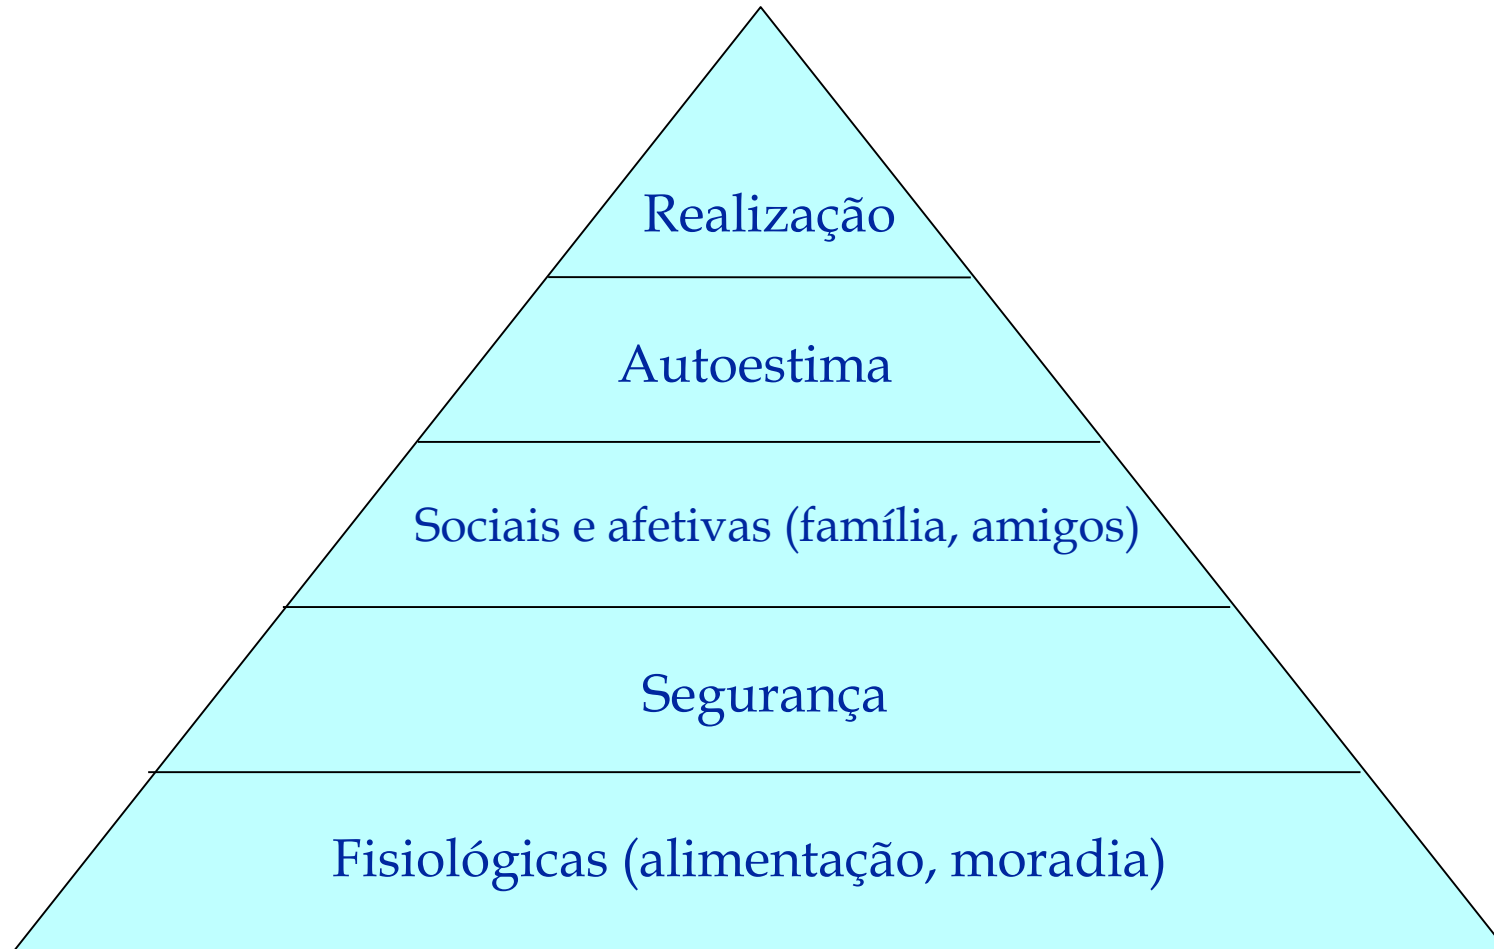 Realização
Autoestima
Sociais e afetivas (família, amigos)
Segurança
Fisiológicas (alimentação, moradia)